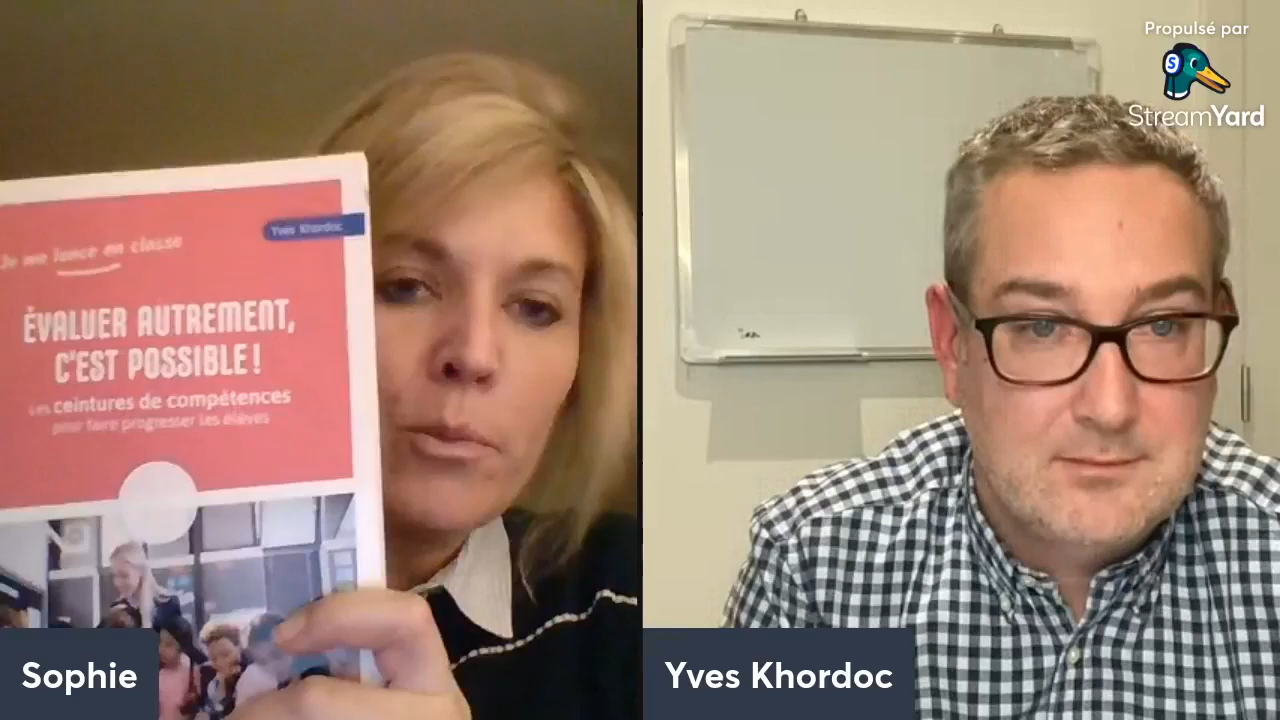 Propulsé par
StreamYard
Yves Khordoc
Je me lance en classe
ÉVALUER AUTREMENT,
C'EST POSSIBLE !
Les ceintures de compétences
pour faire progresser les élèves
Sophie
Yves Khordoc